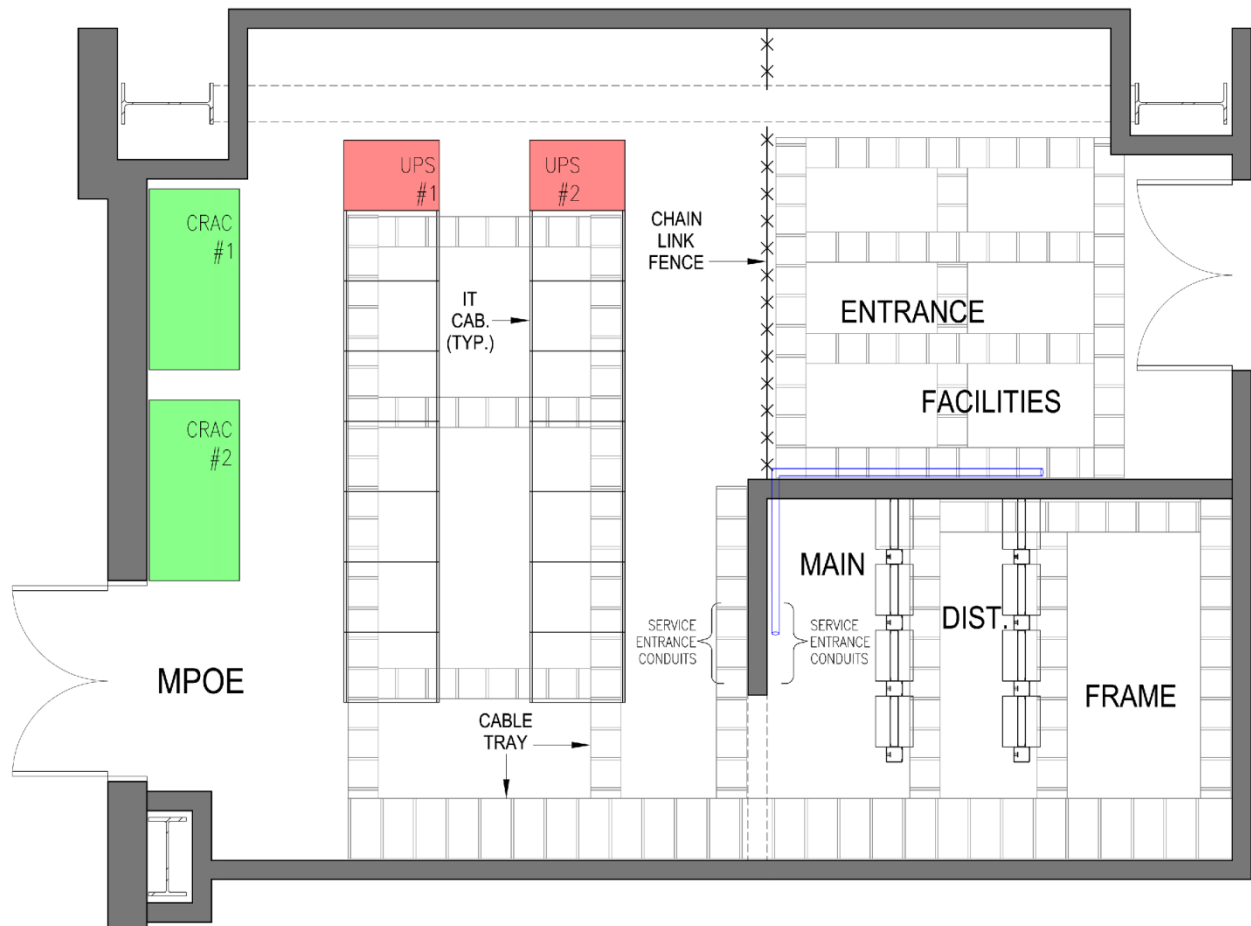 UPS
#1
UPS
#2
CRAC
#1
CHAIN
LINK
FENCE
IT
CAB.
(TYP.)
ENTRANCE
FACILITIES
CRAC
#2
MAIN
DIST.
FRAME
SERVICE
ENTRANCE
CONDUITS
SERVICE
ENTRANCE
CONDUITS
MPOE
CABLE
TRAY